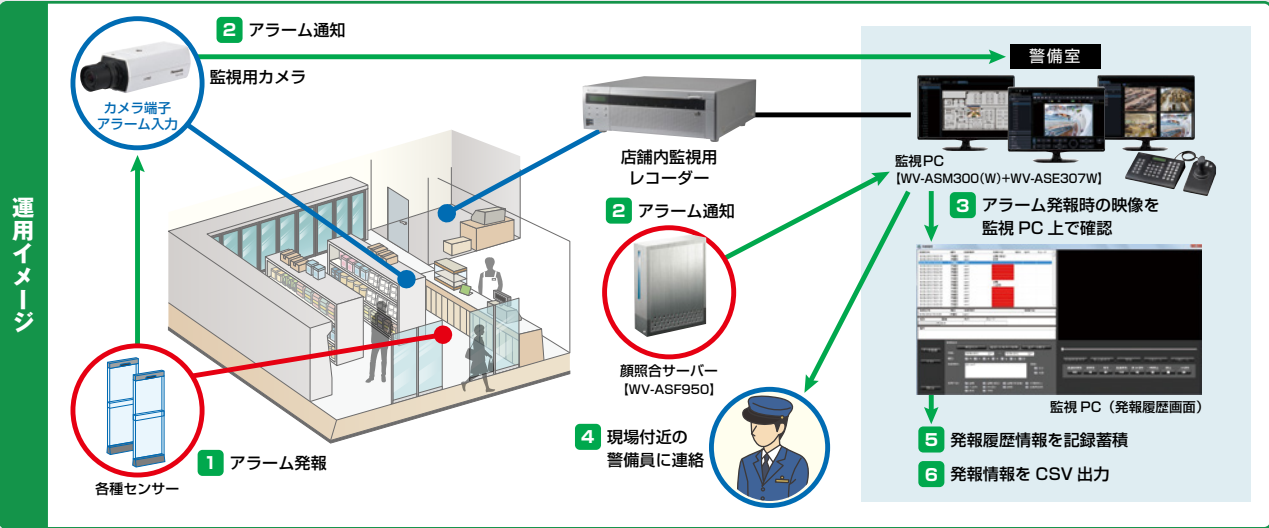 運用イメージ
2 アラーム通知
監視用カメラ
カメラ端子
アラーム入力
店舗内監視用
レコーダー
警備室
監視PC
【WV-ASM300(W)+WV-ASE307W】
2 アラーム通知
顔照合サーバー
【WV-ASF950】
3 アラーム発報時の映像を
監視 PC 上で確認
監視 PC（発報履歴画面）
各種センサー
1 アラーム発報
4 現場付近の
警備員に連絡
5 発報履歴情報を記録蓄積
6 発報情報を CSV 出力